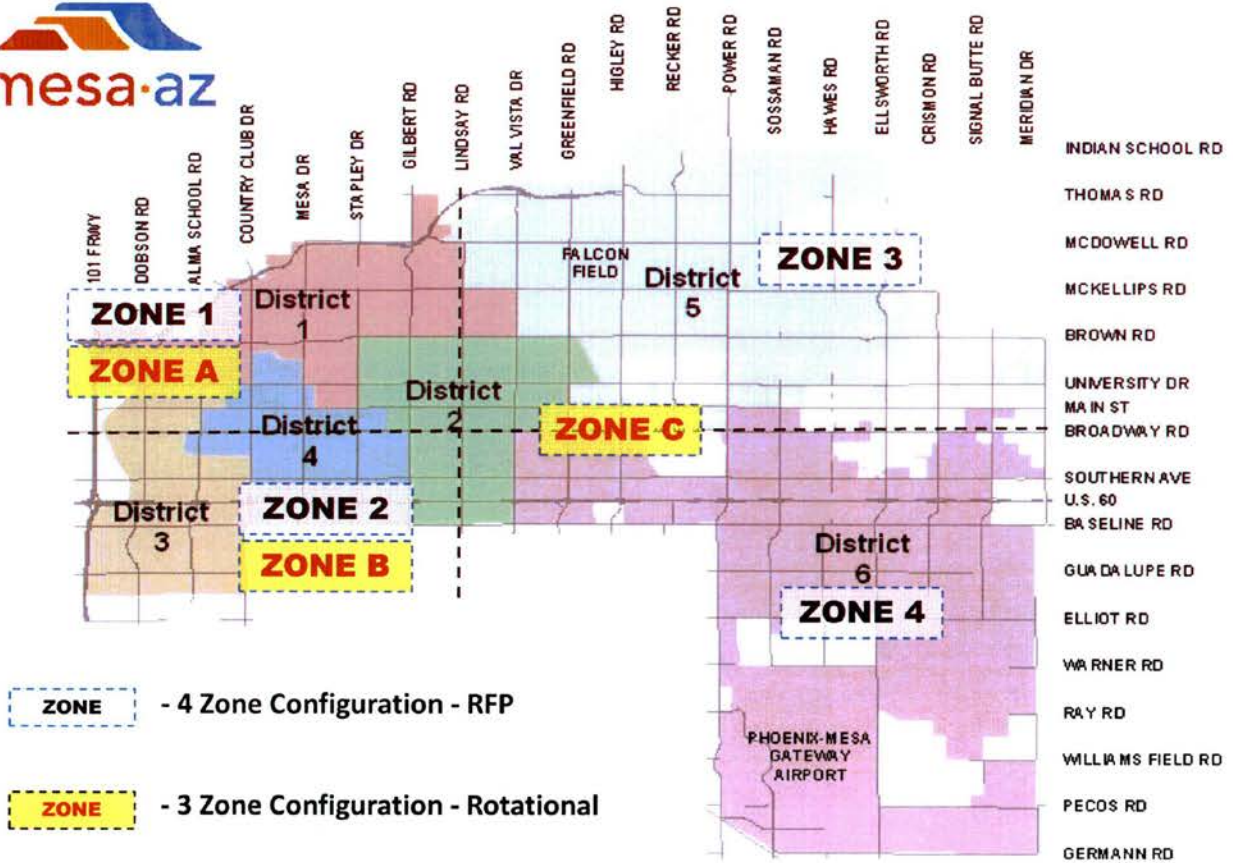 mesa·az
101 FRWY
DOBSON RD
ALMA SCHOOL RD
COUNTRY CLUB DR
MESA DR
STAPLEY DR
GILBERT RD
LINDSAY RD
VAL VISTA DR
GREENFIELD RD
HIGLEY RD
RECKER RD
POWER RD
SOSSAMAN RD
HAWES RD
ELLSWORTH RD
CRISMON RD
SIGNAL BUTTE RD
MERIDIAN DR
INDIAN SCHOOL RD
THOMAS RD
MCDOWELL RD
MCKELLIPS RD
BROWN RD
UNIVERSITY DR
MAIN ST
BROADWAY RD
SOUTHERN AVE
U.S. 60
BASELINE RD
GUADALUPE RD
ELLIOT RD
WARNER RD
RAY RD
WILLIAMS FIELD RD
PECOS RD
GERMANN RD
ZONE 1
ZONE A
District
1
FALCON
FIELD
District
5
ZONE 3
District
2
District
4
ZONE C
District
3
ZONE 2
ZONE B
District
6
ZONE 4
PHOENIX-MESA
GATEWAY
AIRPORT
ZONE - 4 Zone Configuration - RFP
ZONE - 3 Zone Configuration - Rotational